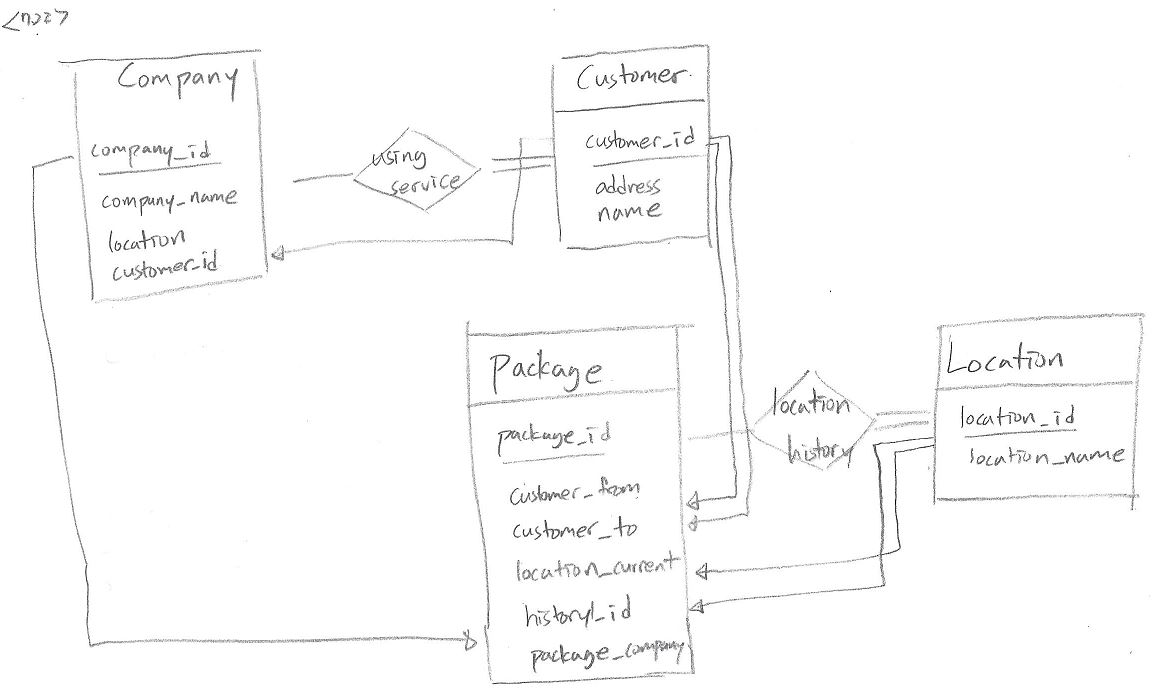 Company
company_id
company_name
location
customer_id
using
service
Customer
customer_id
address
name
Package
package_id
customer_from
customer_to
location_current
history1_id
package_company
location
history
Location
location_id
location_name